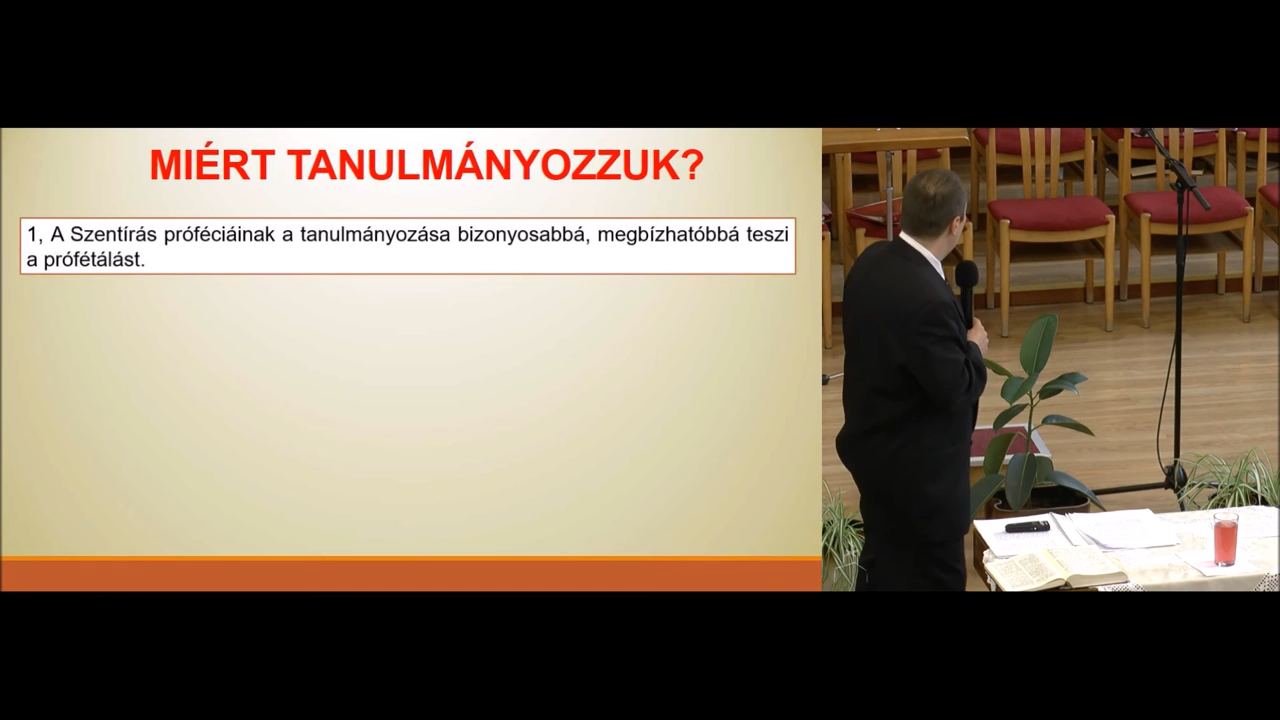 MIÉRT TANULMÁNYOZZUK?
1, A Szentírás próféciáinak a tanulmányozása bizonyosabbá, megbízhatóbbá teszi
a prófétálást.